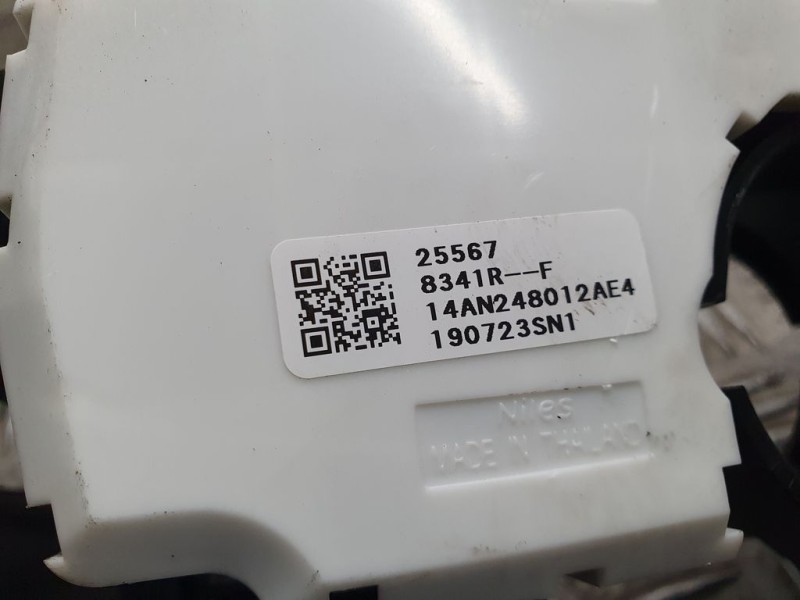 25567
8341R--F
14AN248012AE4
190723SN1
Niles
MADE IN THAILAND